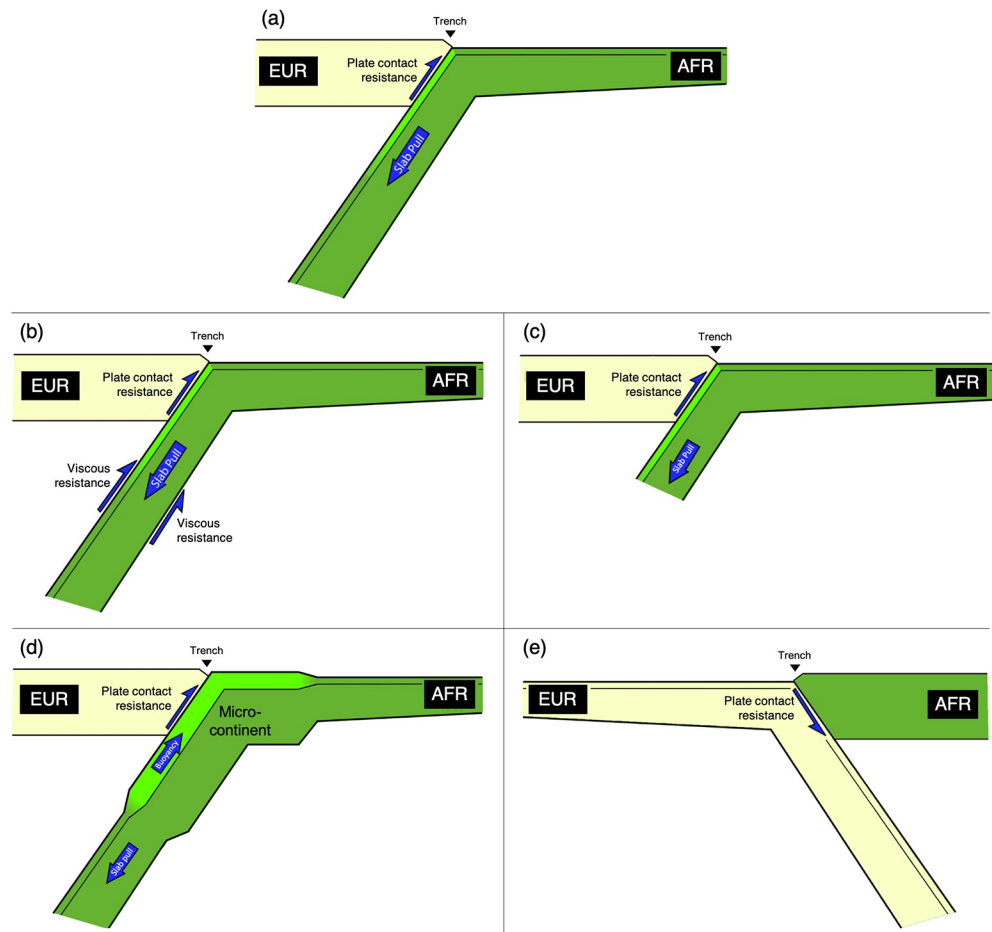 (a)
Trench
EUR
Plate contact
resistance
AFR
Slab Pull
(b)
Trench
EUR
Plate contact
resistance
AFR
Slab Pull
Viscous
resistance
Viscous
resistance
(c)
Trench
EUR
Plate contact
resistance
AFR
Slab Pull
(d)
Trench
EUR
Plate contact
resistance
AFR
Micro-
continent
Buoyancy
Slab pull
(e)
Trench
EUR
Plate contact
resistance
AFR